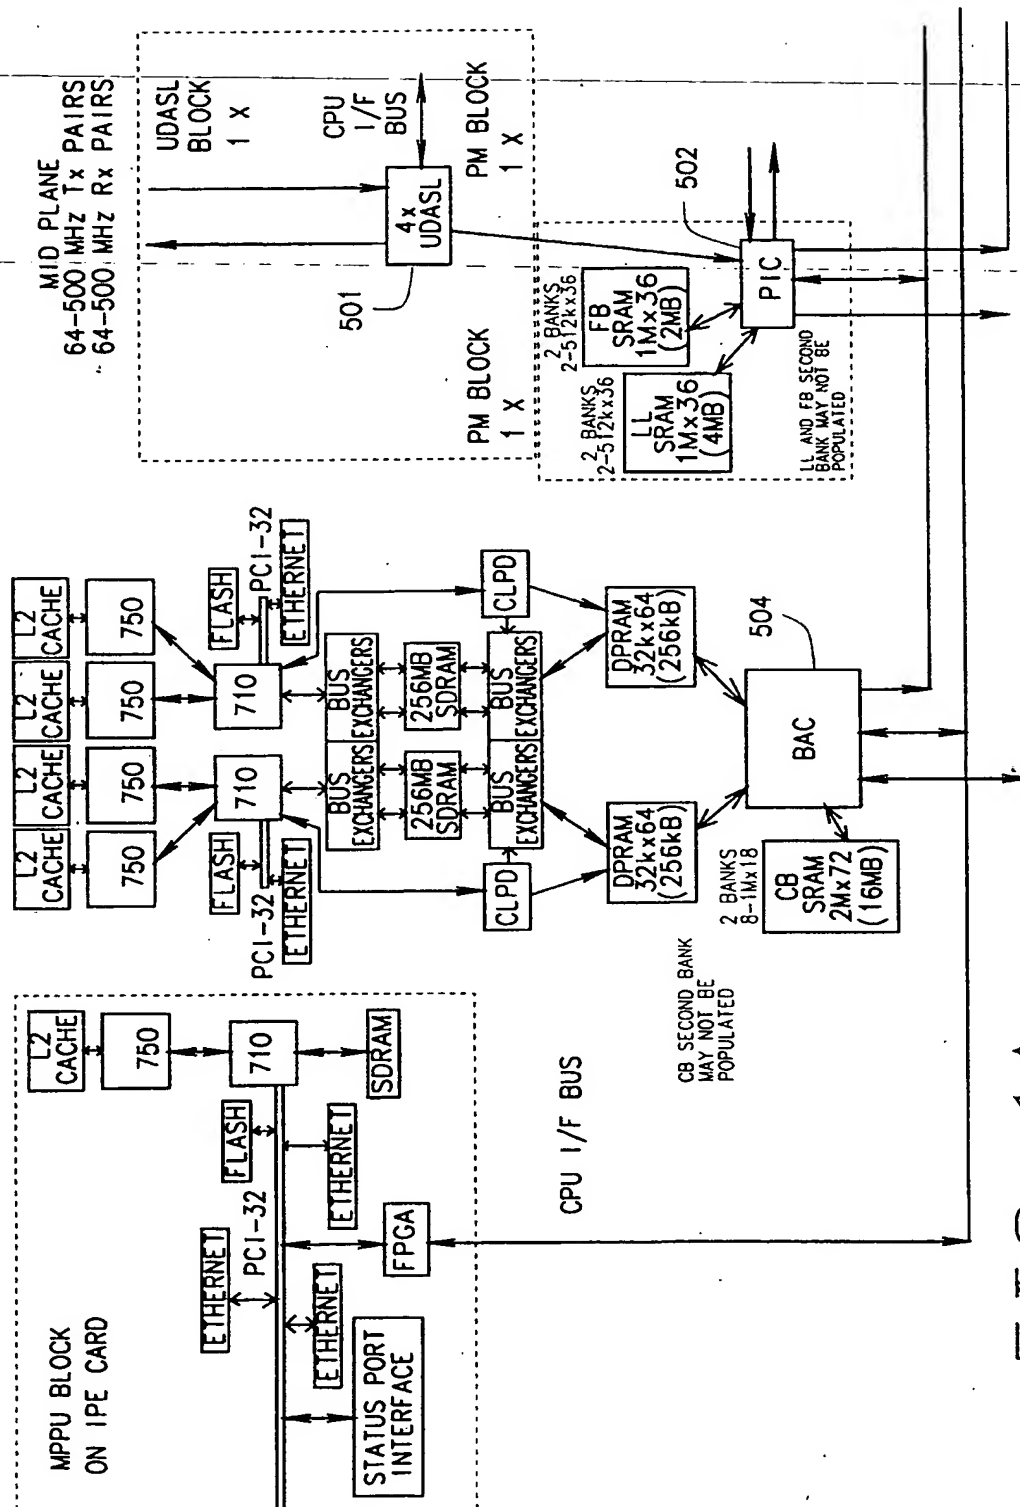 MPPU BLOCK
ON IPE CARD
L2
CACHE
750
710
SDRAM
FLASH
PCI-32
ETHERNET
ETHERNET
ETHERNET
FPGA
STATUS PORT
INTERFACE
CPU I/F BUS
L2
CACHE
L2
CACHE
L2
CACHE
L2
CACHE
750
750
750
750
FLASH
PCI-32
ETHERNET
710
710
FLASH
PCI-32
ETHERNET
BUS
EXCHANGERS
BUS
EXCHANGERS
256MB
SDRAM
256MB
SDRAM
CLPD
BUS
EXCHANGERS
BUS
EXCHANGERS
CLPD
DPRAM
32kx64
(256kB)
DPRAM
32kx64
(256kB)
504
BAC
2 BANKS
8-1Mx18
CB
SRAM
2Mx72
(16MB)
CB SECOND BANK
MAY NOT BE
POPULATED
MID PLANE
64-500 MHz Tx PAIRS
64-500 MHz Rx PAIRS
UDASL
BLOCK
1 X
CPU
I/F
BUS
4x
UDASL
501
PM BLOCK
1 X
PM BLOCK
1 X
2 BANKS
2-512kx36
FB
SRAM
1Mx36
(2MB)
2 BANKS
2-512kx36
LL
SRAM
1Mx36
(4MB)
502
PIC
LL AND FB SECOND
BANK MAY NOT BE
POPULATED